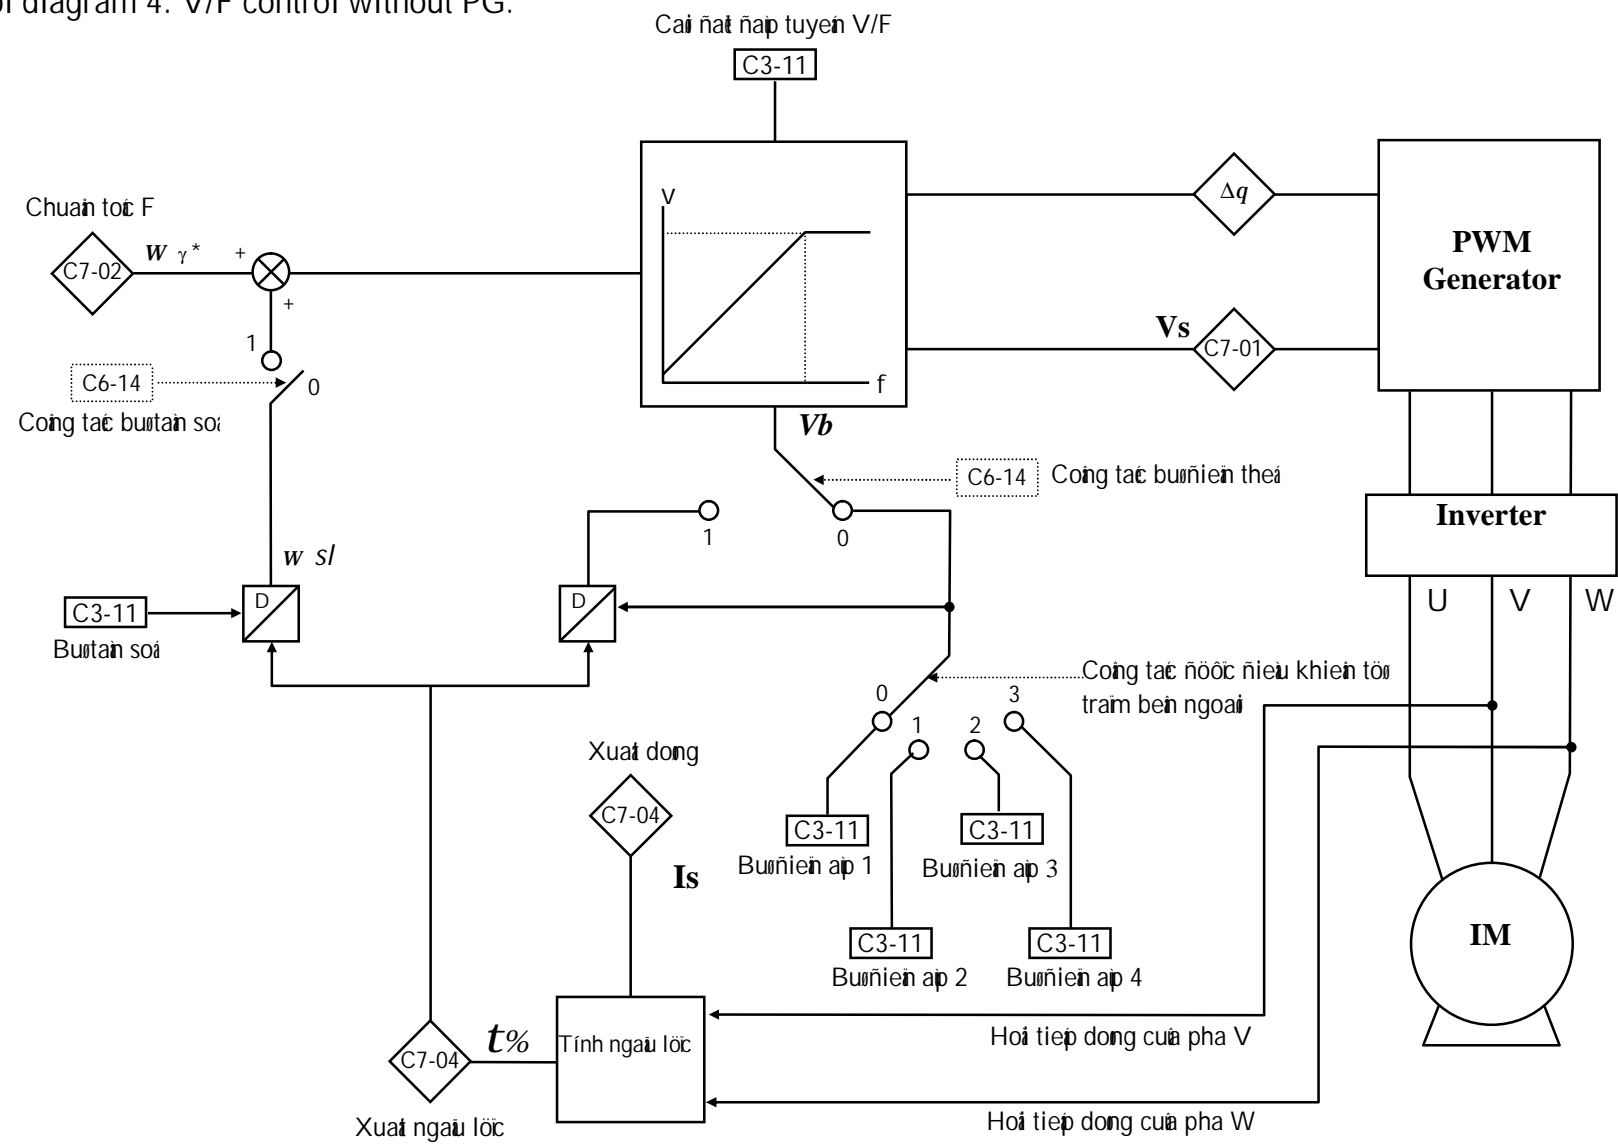 ol diagram 4: V/F control without PG.
Caøi ñaët ñaëp tuyeán V/F
C3-11
V
f
Δq
PWM
Generator
Chuaån toác F
C7-02
w γ*
+
+
1
0
C6-14
Coâng taéc buø taàn soá
Vs
C7-01
Vb
C6-14
Coâng taéc buø ñieän theá
1
0
Inverter
U V W
w sl
D
D
C3-11
Buø taàn soá
Coâng taéc ñöôïc ñieàu khieån töø
traïm beân ngoaøi
0
1
2
3
Xuaát doøng
C7-04
Is
C3-11
Buø ñieän aùp 1
C3-11
Buø ñieän aùp 3
C3-11
Buø ñieän aùp 2
C3-11
Buø ñieän aùp 4
IM
C7-04
t%
Tính ngaãu löïc
Xuaát ngaãu löïc
Hoài tieáp doøng cuûa pha V
Hoài tieáp doøng cuûa pha W